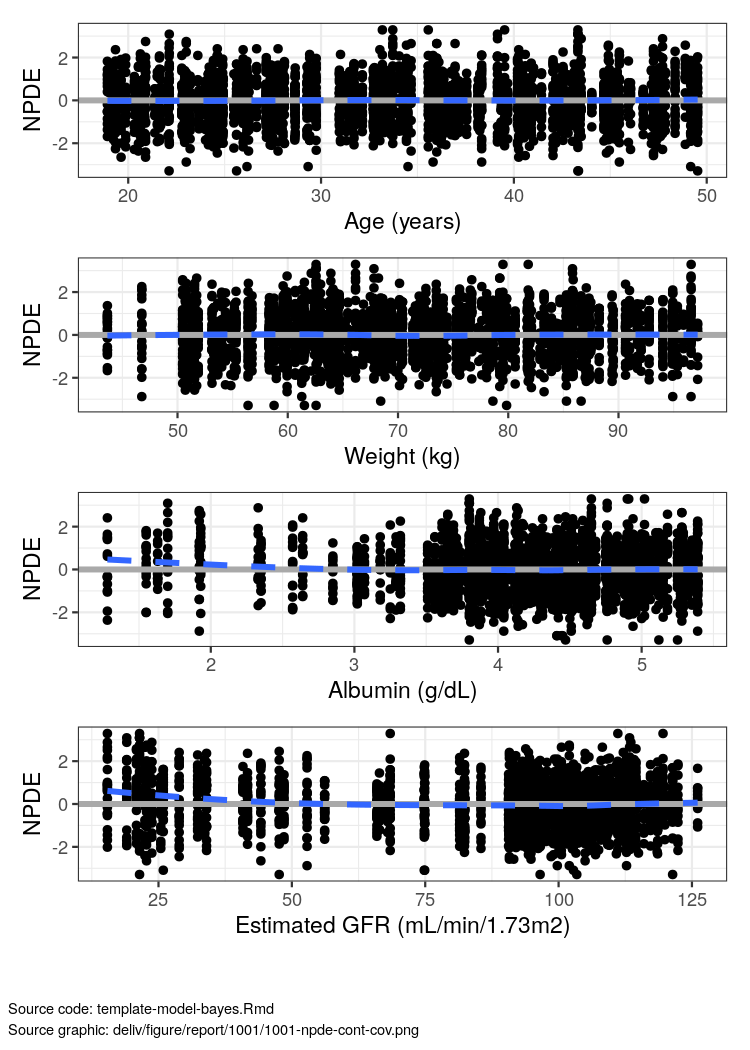 NPDE
2
0
-2
20 30 40 50
Age (years)
NPDE
2
0
-2
50 60 70 80 90
Weight (kg)
NPDE
2
0
-2
2 3 4 5
Albumin (g/dL)
NPDE
2
0
-2
25 50 75 100 125
Estimated GFR (mL/min/1.73m2)
Source code: template-model-bayes.Rmd
Source graphic: deliv/figure/report/1001/1001-npde-cont-cov.png